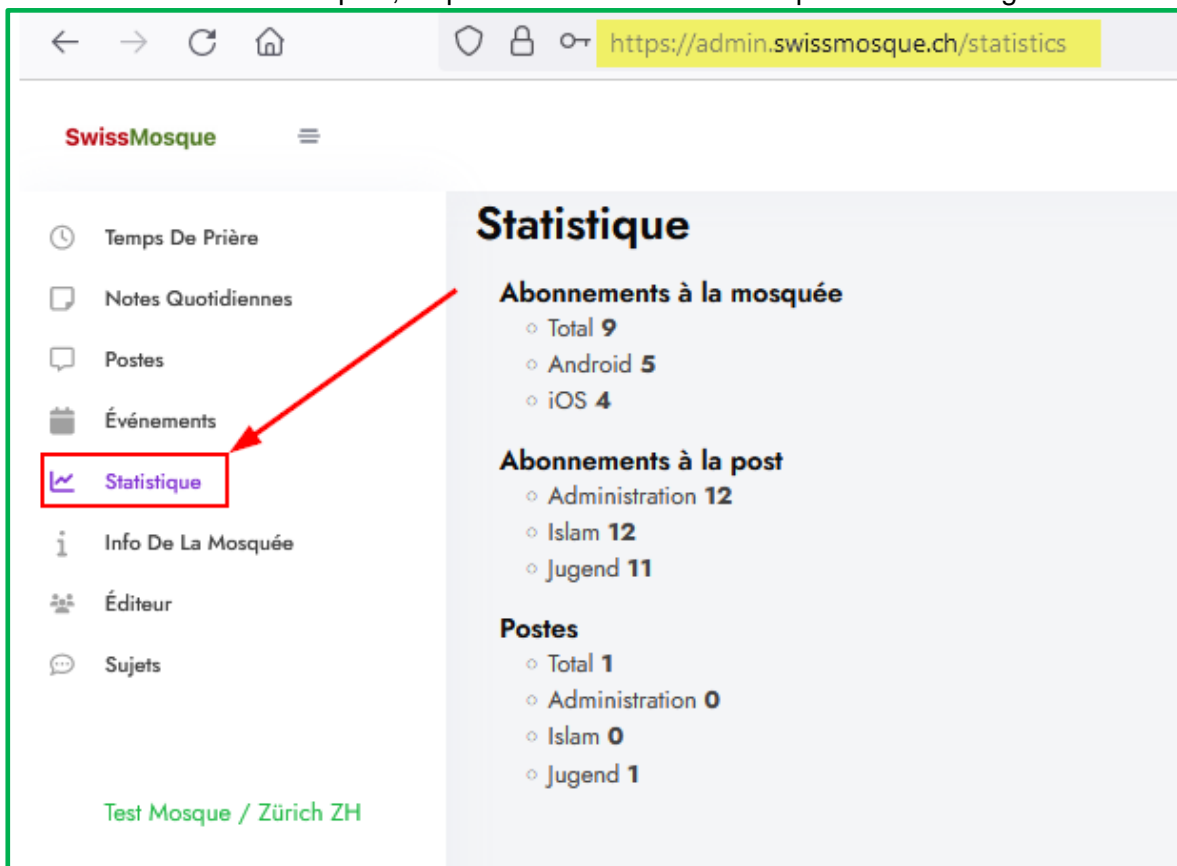 https://admin.swissmosque.ch/statistics
SwissMosque
Temps De Prière
Notes Quotidiennes
Postes
Événements
Statistique
Info De La Mosquée
Éditeur
Sujets
Test Mosque / Zürich ZH
Statistique
Abonnements à la mosquée
Total 9
Android 5
iOS 4
Abonnements à la post
Administration 12
Islam 12
Jugend 11
Postes
Total 1
Administration 0
Islam 0
Jugend 1